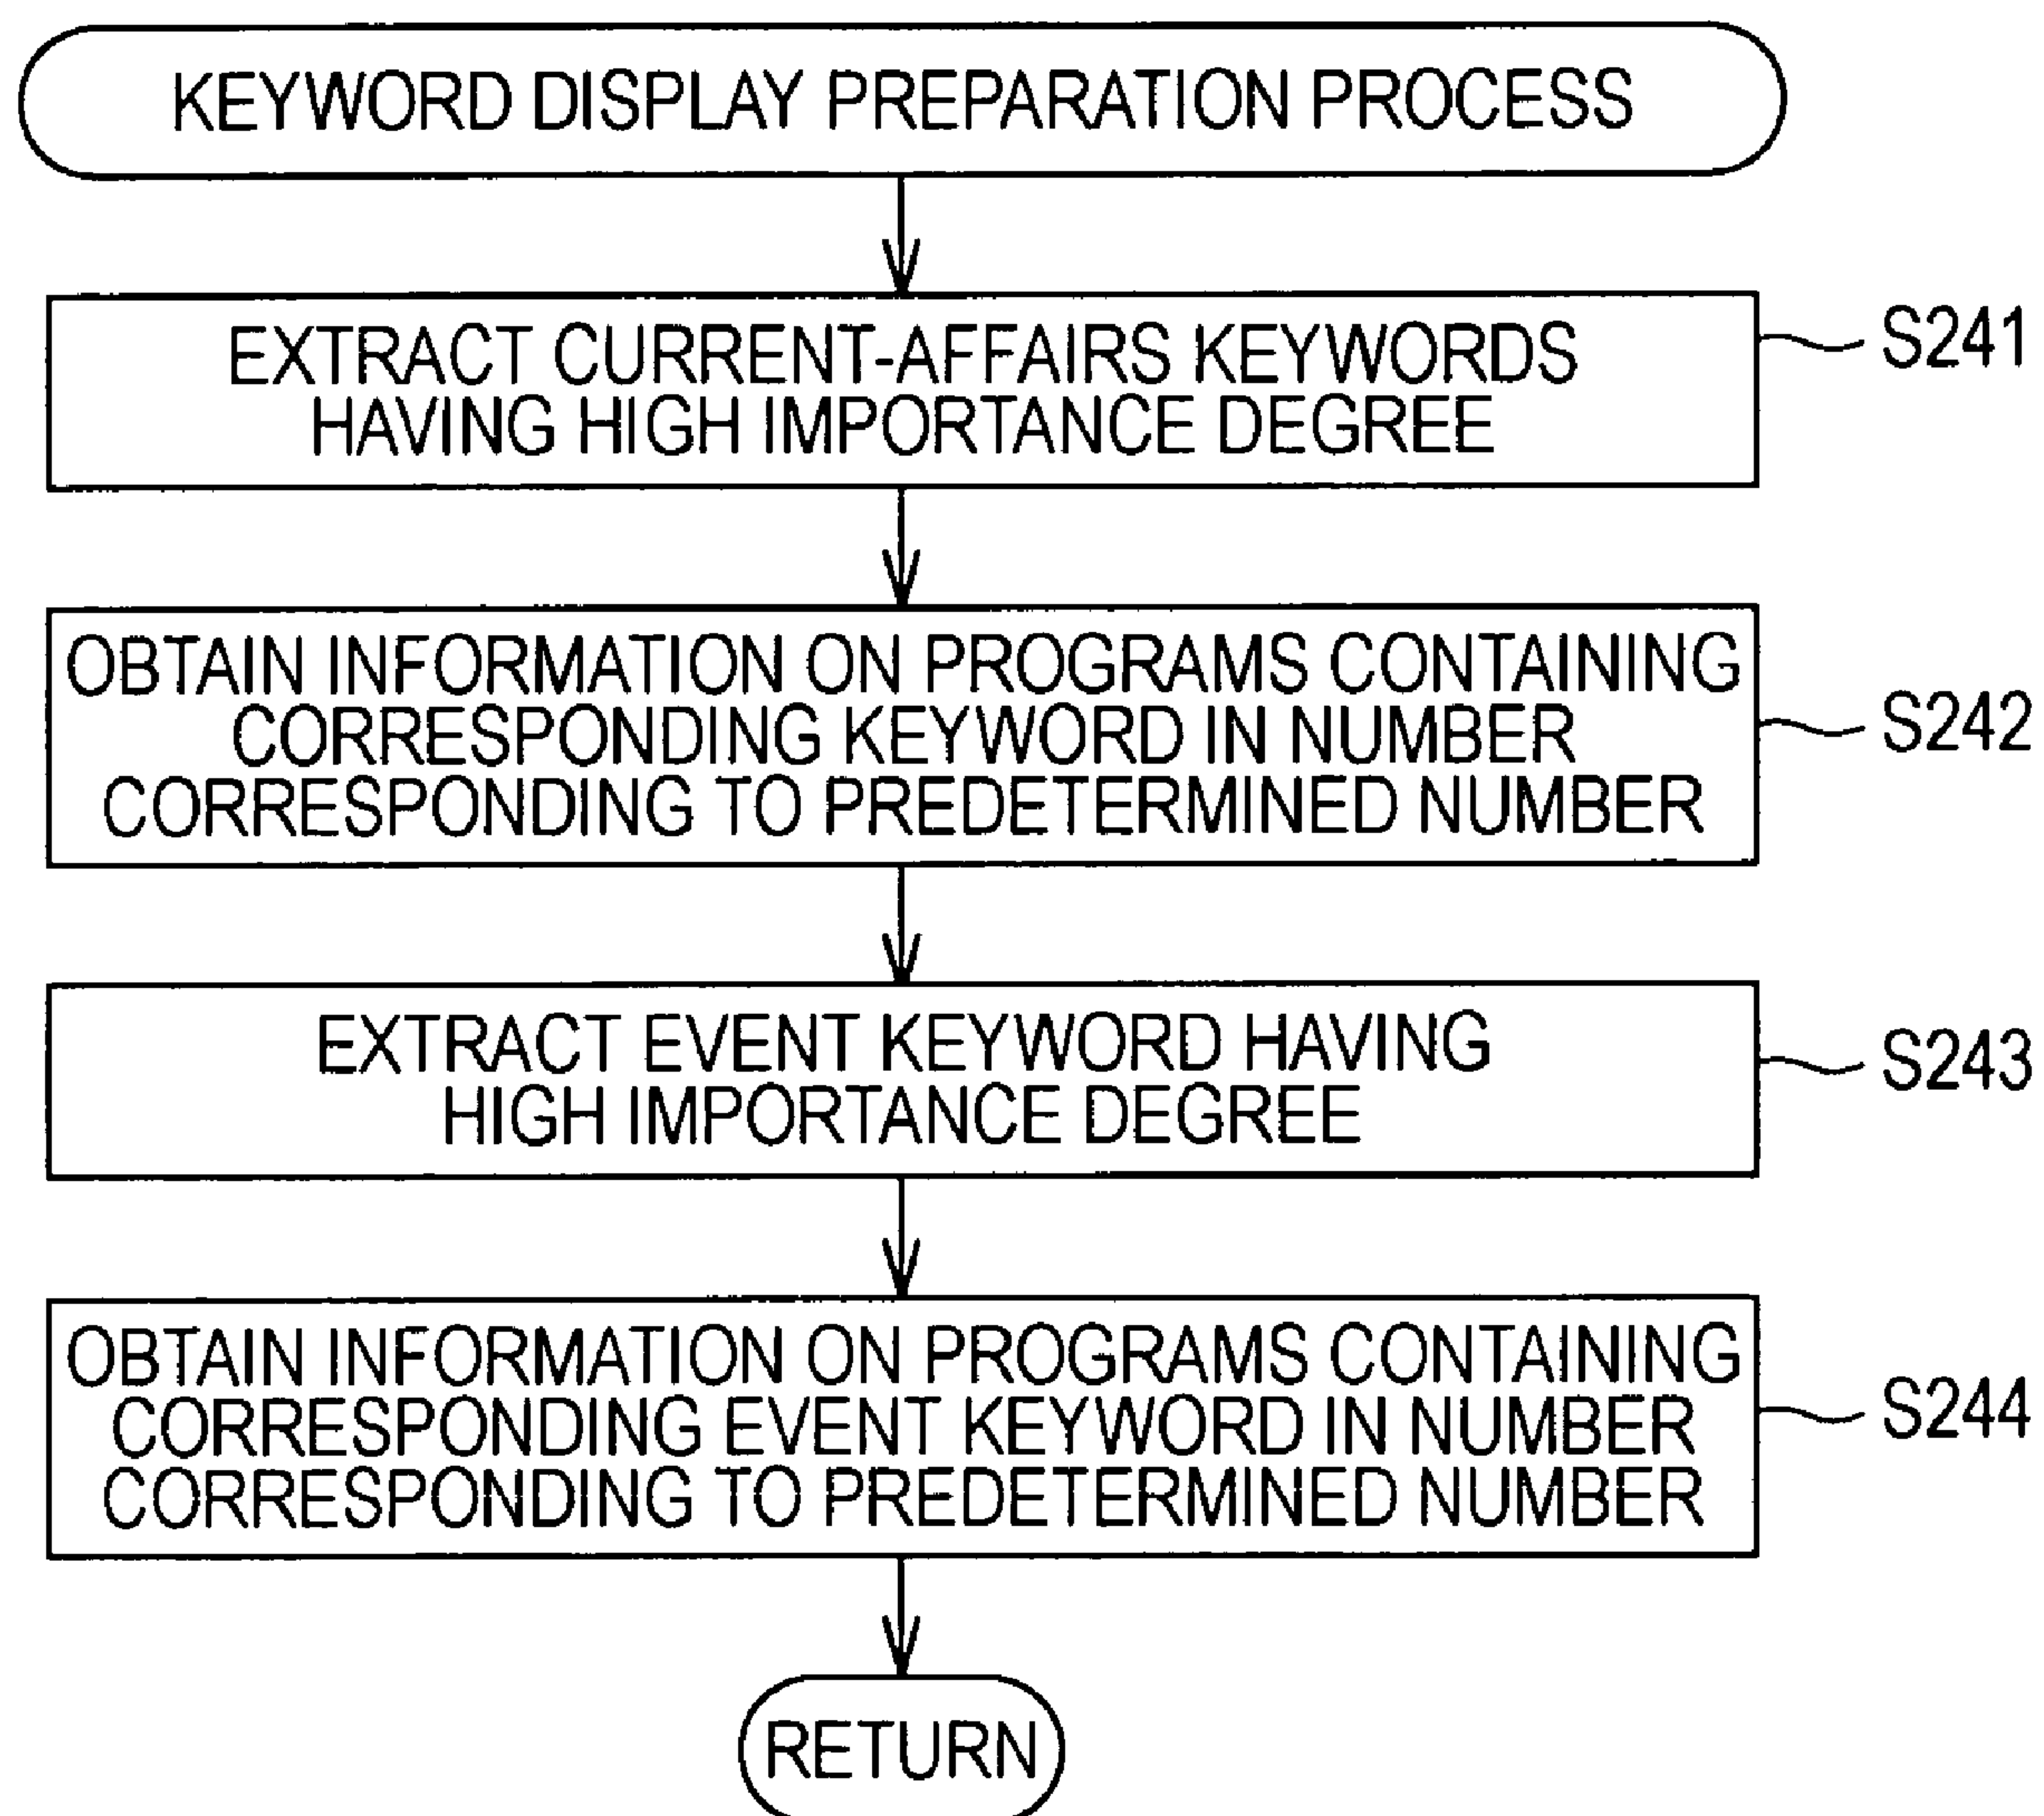 KEYWORD DISPLAY PREPARATION PROCESS
EXTRACT CURRENT-AFFAIRS KEYWORDS
HAVING HIGH IMPORTANCE DEGREE
S241
OBTAIN INFORMATION ON PROGRAMS CONTAINING
CORRESPONDING KEYWORD IN NUMBER
CORRESPONDING TO PREDETERMINED NUMBER
S242
EXTRACT EVENT KEYWORD HAVING
HIGH IMPORTANCE DEGREE
S243
OBTAIN INFORMATION ON PROGRAMS CONTAINING
CORRESPONDING EVENT KEYWORD IN NUMBER
CORRESPONDING TO PREDETERMINED NUMBER
S244
RETURN